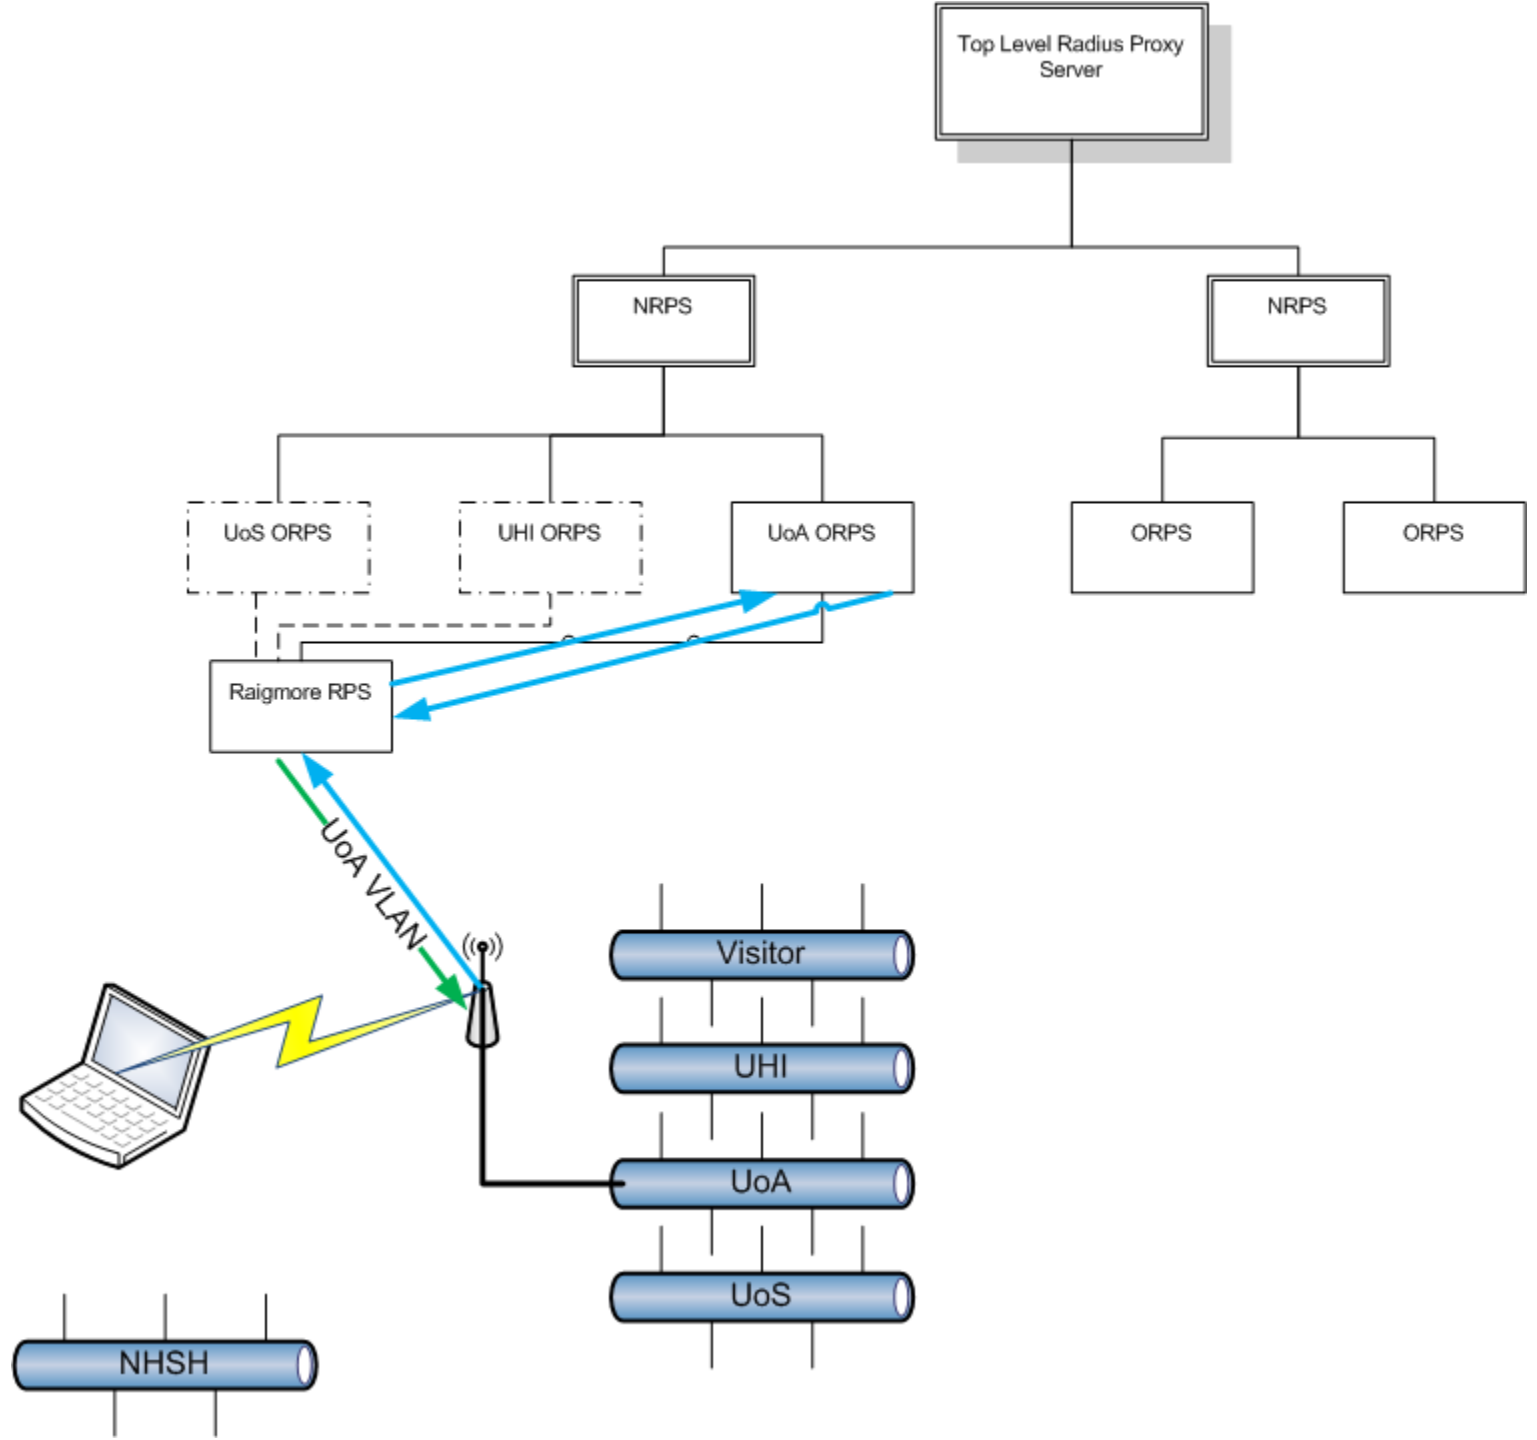 Top Level Radius Proxy
Server
NRPS
NRPS
UoS ORPS
UHI ORPS
UoA ORPS
ORPS
ORPS
Raigmore RPS
UoA VLAN
Visitor
UHI
UoA
UoS
NHSH